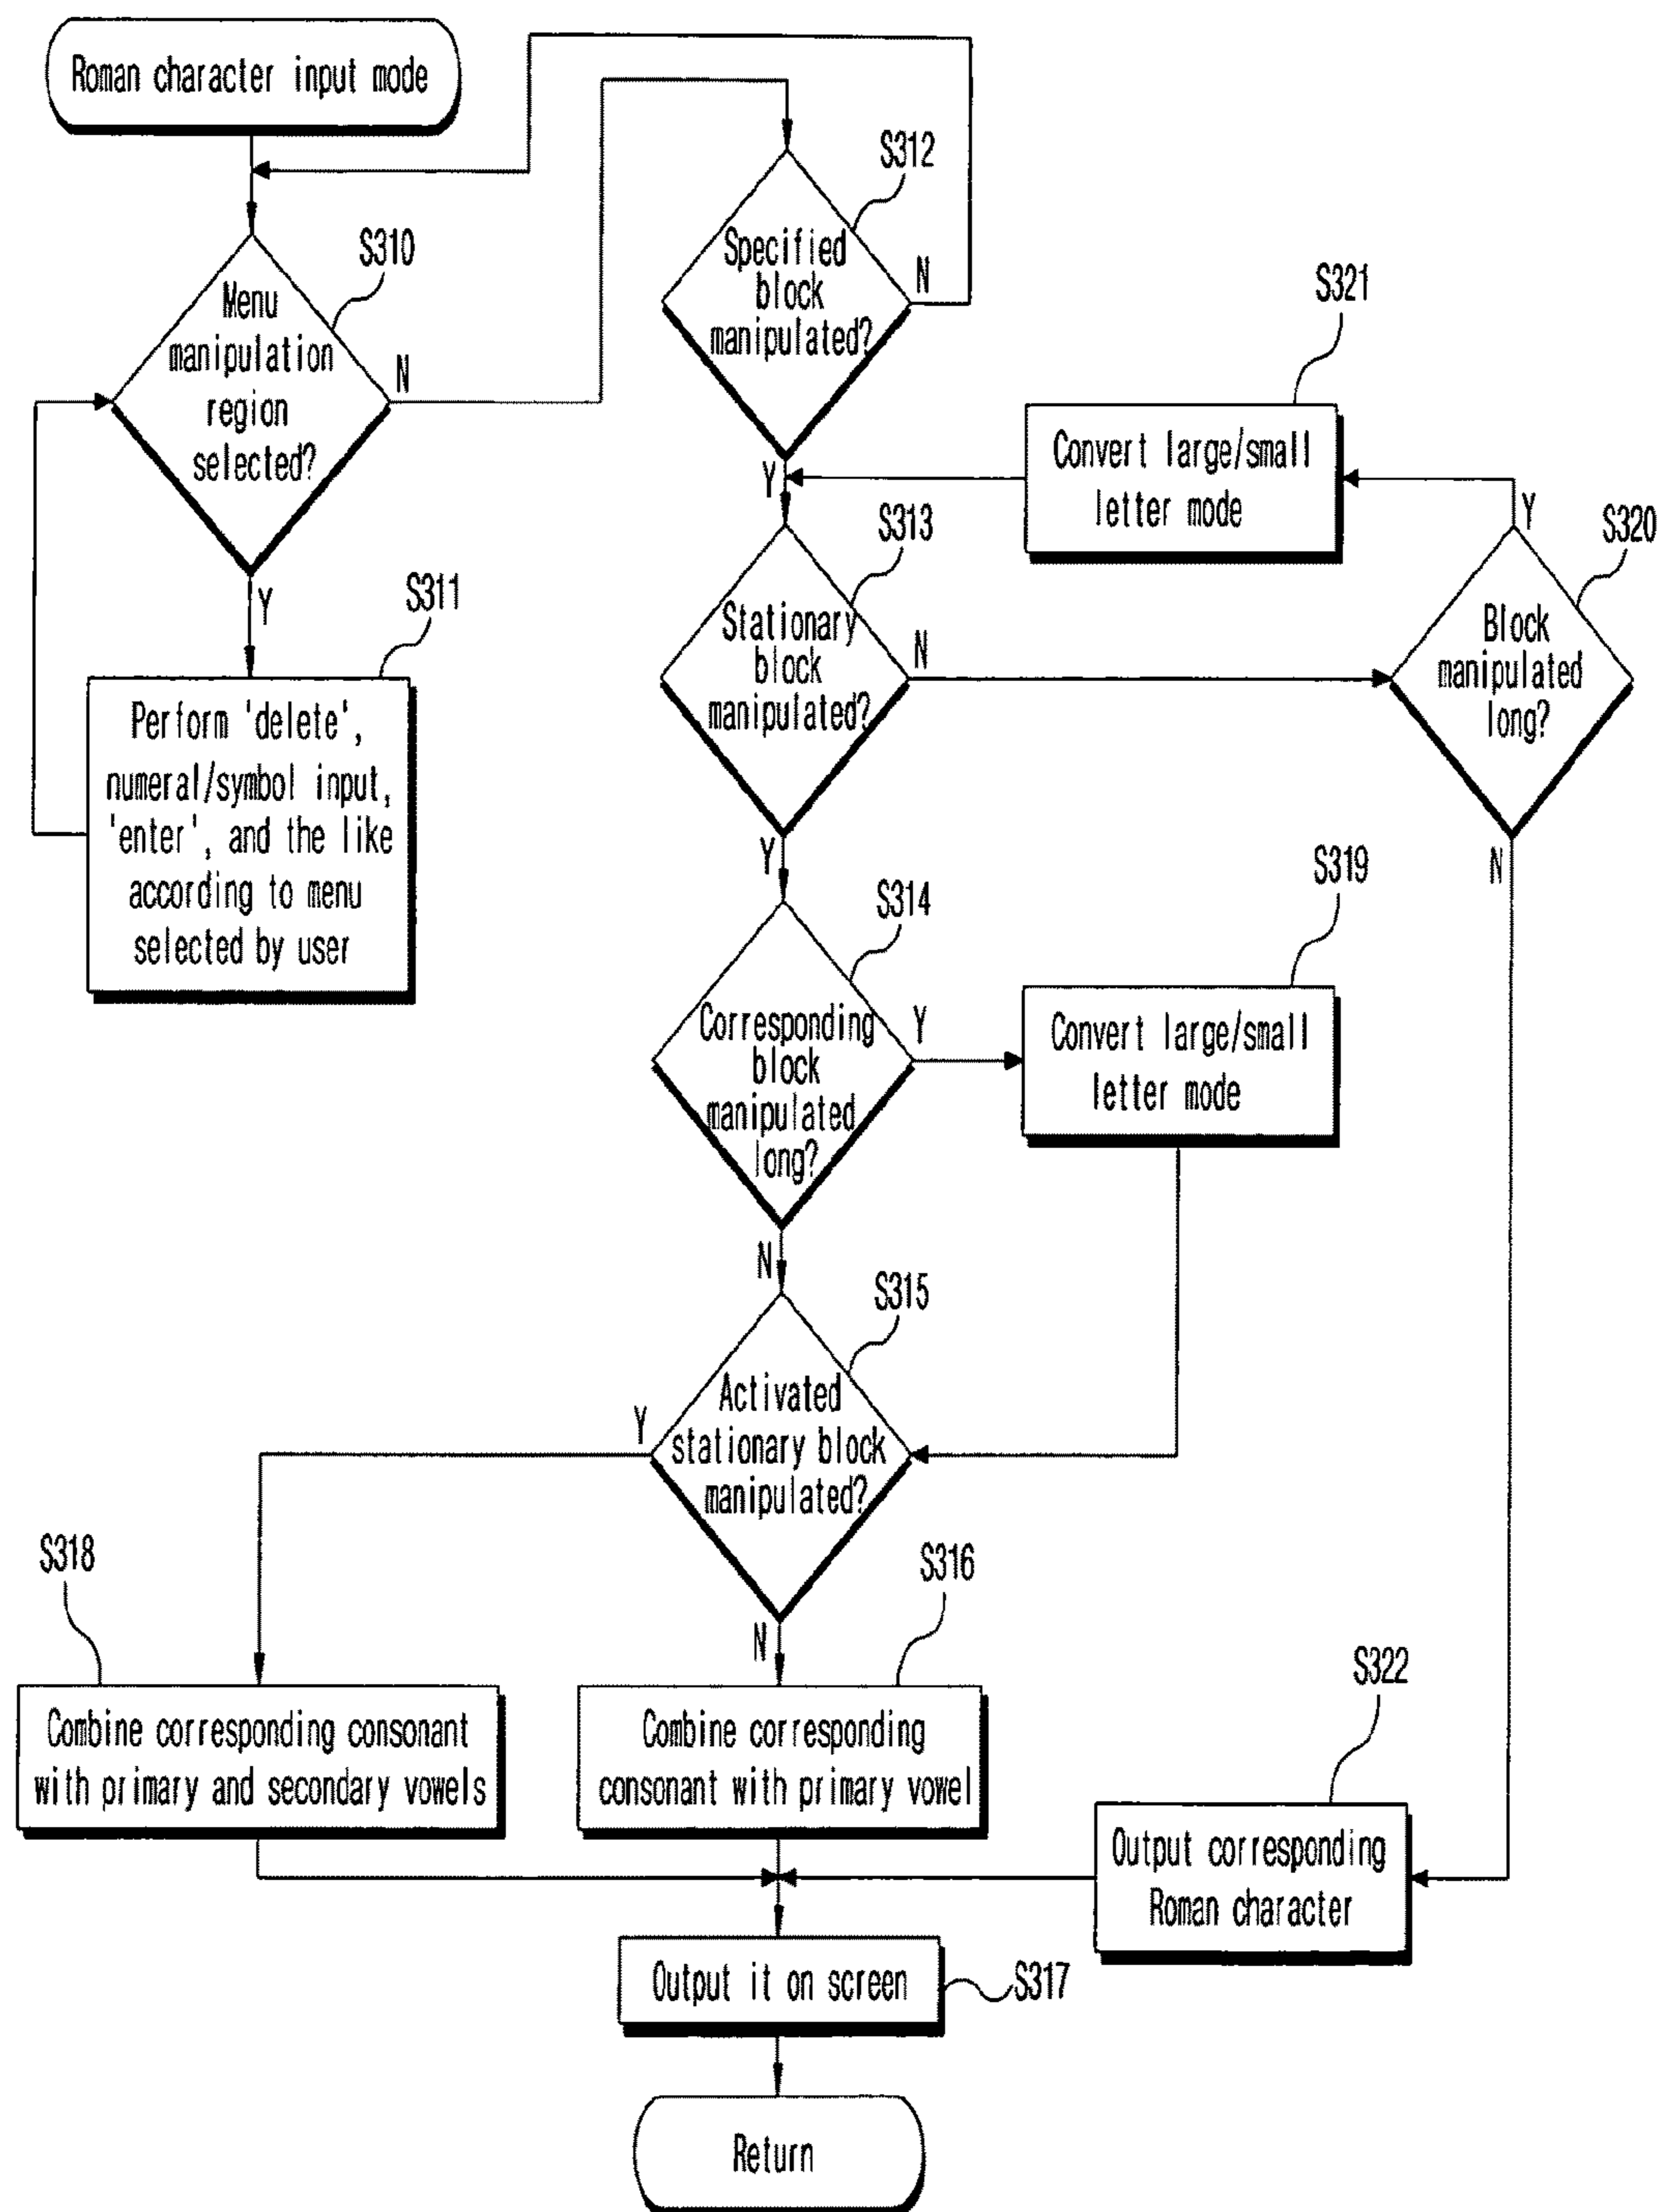 Roman character input mode
S310
Menu
manipulation
region
selected?
N
Y
S311
Perform 'delete',
numeral/symbol input,
'enter', and the like
according to menu
selected by user
S312
Specified
block
manipulated?
N
Y
S321
Convert large/small
letter mode
S313
Stationary
block
manipulated?
N
Y
S320
Block
manipulated
long?
Y
N
S314
Corresponding
block
manipulated
long?
Y
N
S319
Convert large/small
letter mode
S315
Activated
stationary block
manipulated?
Y
N
S318
Combine corresponding consonant
with primary and secondary vowels
S316
Combine corresponding
consonant with primary vowel
S322
Output corresponding
Roman character
Output it on screen
S317
Return